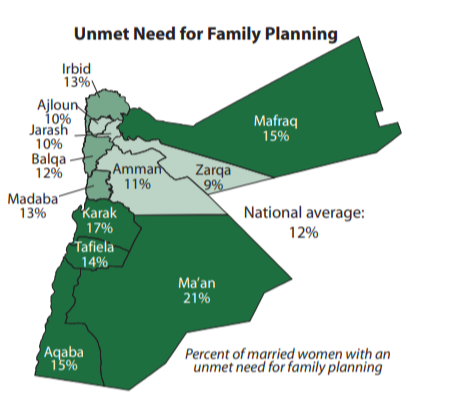 Unmet Need for Family Planning
Irbid
13%
Ajloun
10%
Jarash
10%
Balqa
12%
Madaba
13%
Mafraq
15%
Amman
11%
Zarqa
9%
Karak
17%
Tafiela
14%
National average:
12%
Ma'an
21%
Aqaba
15%
Percent of married women with an
unmet need for family planning